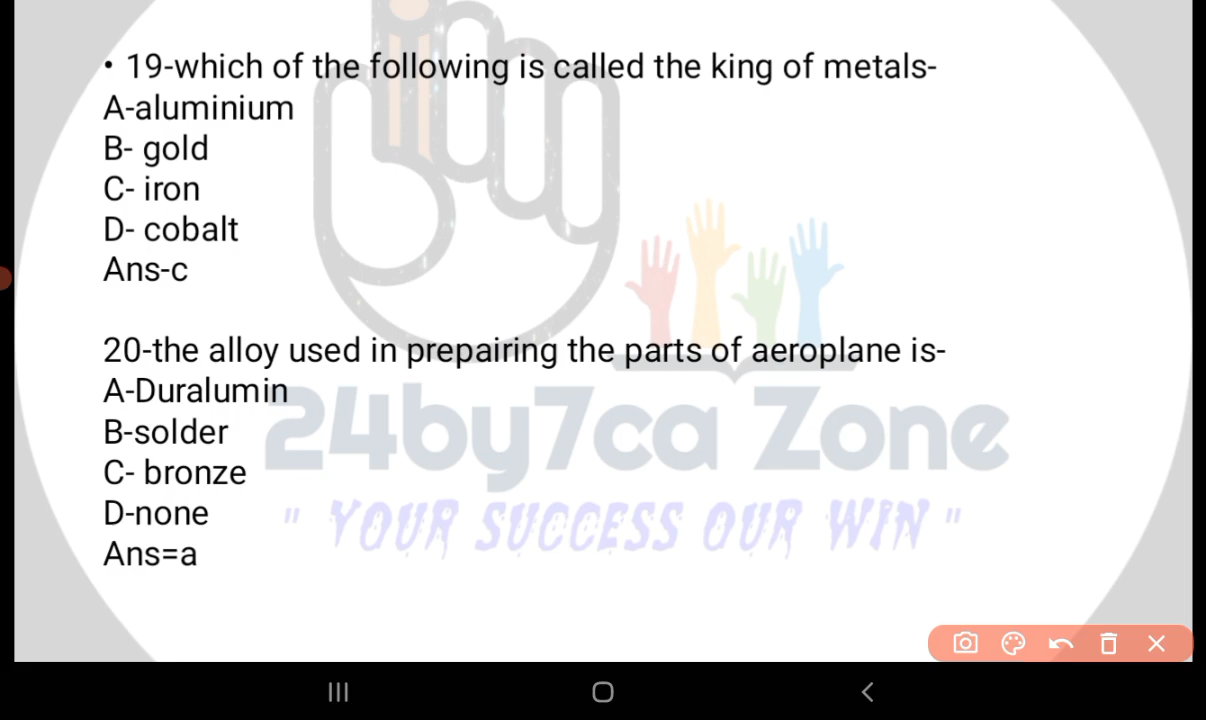 • 19-which of the following is called the king of metals-
A-aluminium
B- gold
C- iron
D- cobalt
Ans-c
20-the alloy used in prepairing the parts of aeroplane is-
A-Duralumin
B-solder
C- bronze
D-none
Ans=a
24by7ca Zone
" YOUR SUCCESS OUR WIN "